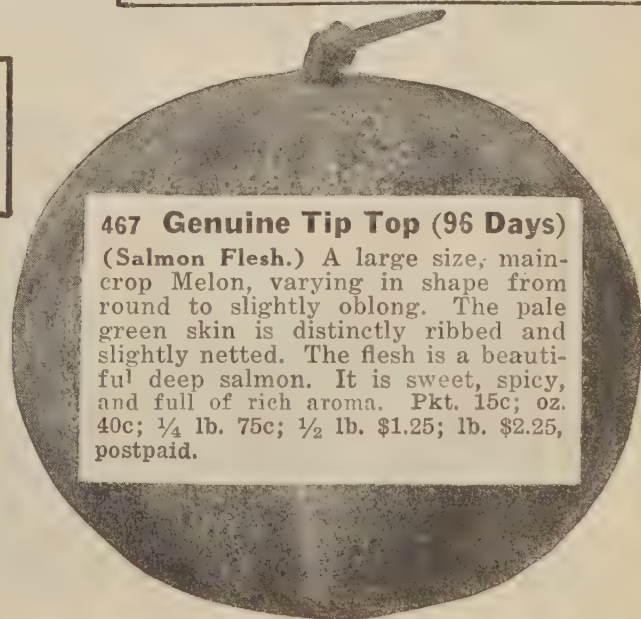 467 Genuine Tip Top (96 Days)
(Salmon Flesh.) A large size, main-
crop Melon, varying in shape from
round to slightly oblong. The pale
green skin is distinctly ribbed and
slightly netted. The flesh is a beauti-
ful deep salmon. It is sweet, spicy,
and full of rich aroma. Pkt. 15c; oz.
40c; ¼ lb. 75c; ½ lb. $1.25; lb. $2.25,
postpaid.